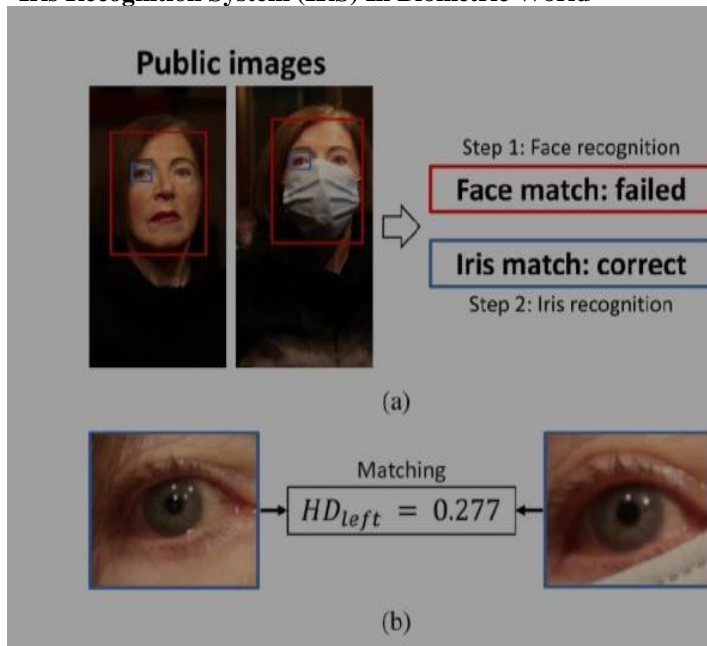 Iris Recognition System (IRS) in Biometric World
Public images
Step 1: Face recognition
Face match: failed
Iris match: correct
Step 2: Iris recognition
(a)
Matching
HD_left = 0.277
(b)